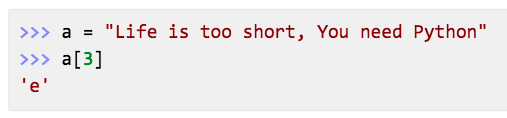 >>> a = "Life is too short, You need Python"
>>> a[3]
'e'